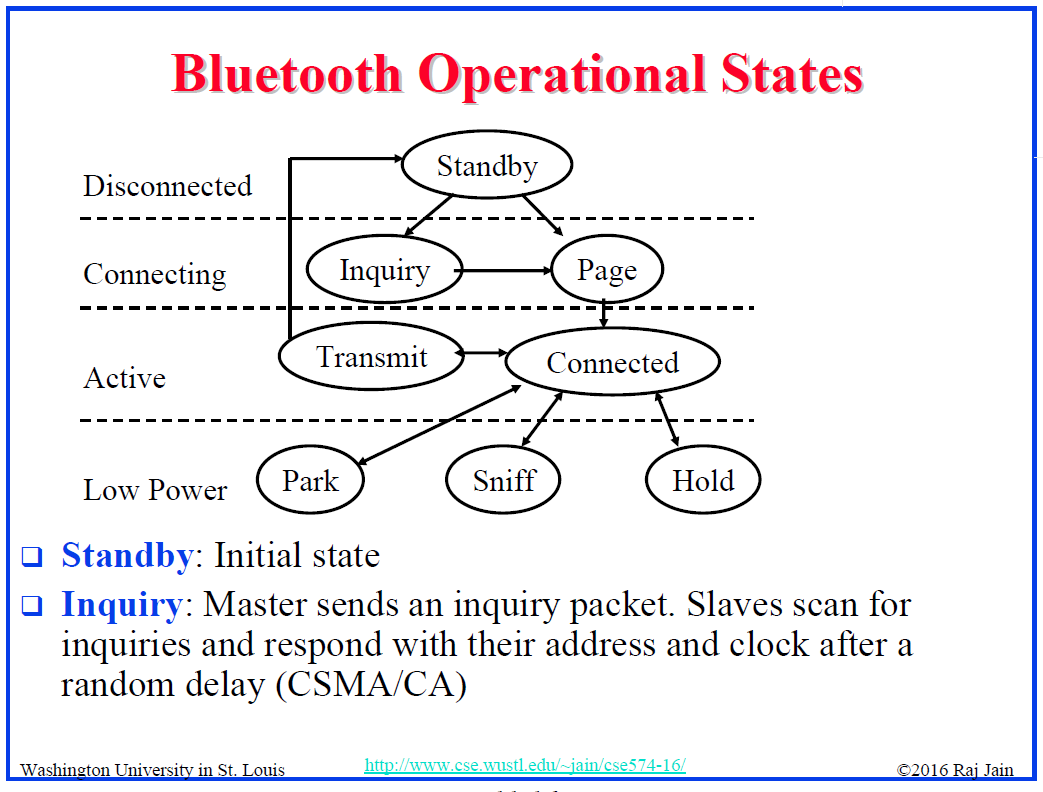 Bluetooth Operational States
Standby
Disconnected
Inquiry
Page
Connecting
Transmit
Connected
Active
Park
Sniff
Hold
Low Power
❑ Standby: Initial state
❑ Inquiry: Master sends an inquiry packet. Slaves scan for
inquiries and respond with their address and clock after a
random delay (CSMA/CA)
Washington University in St. Louis
http://www.cse.wustl.edu/~jain/cse574-16/
©2016 Raj Jain